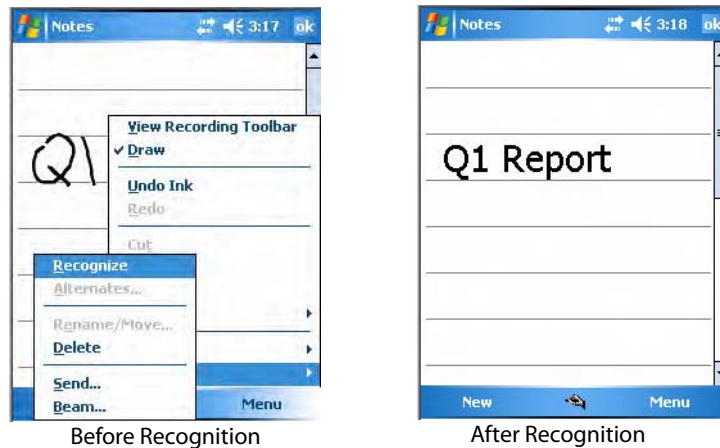 Notes 3:17 ok
Q1
View Recording Toolbar
Draw
Undo Ink
Redo
Cut
Recognize
Alternates...
Rename/Move...
Delete
Send...
Beam...
Menu
Before Recognition
Notes 3:18 ok
Q1 Report
New Menu
After Recognition